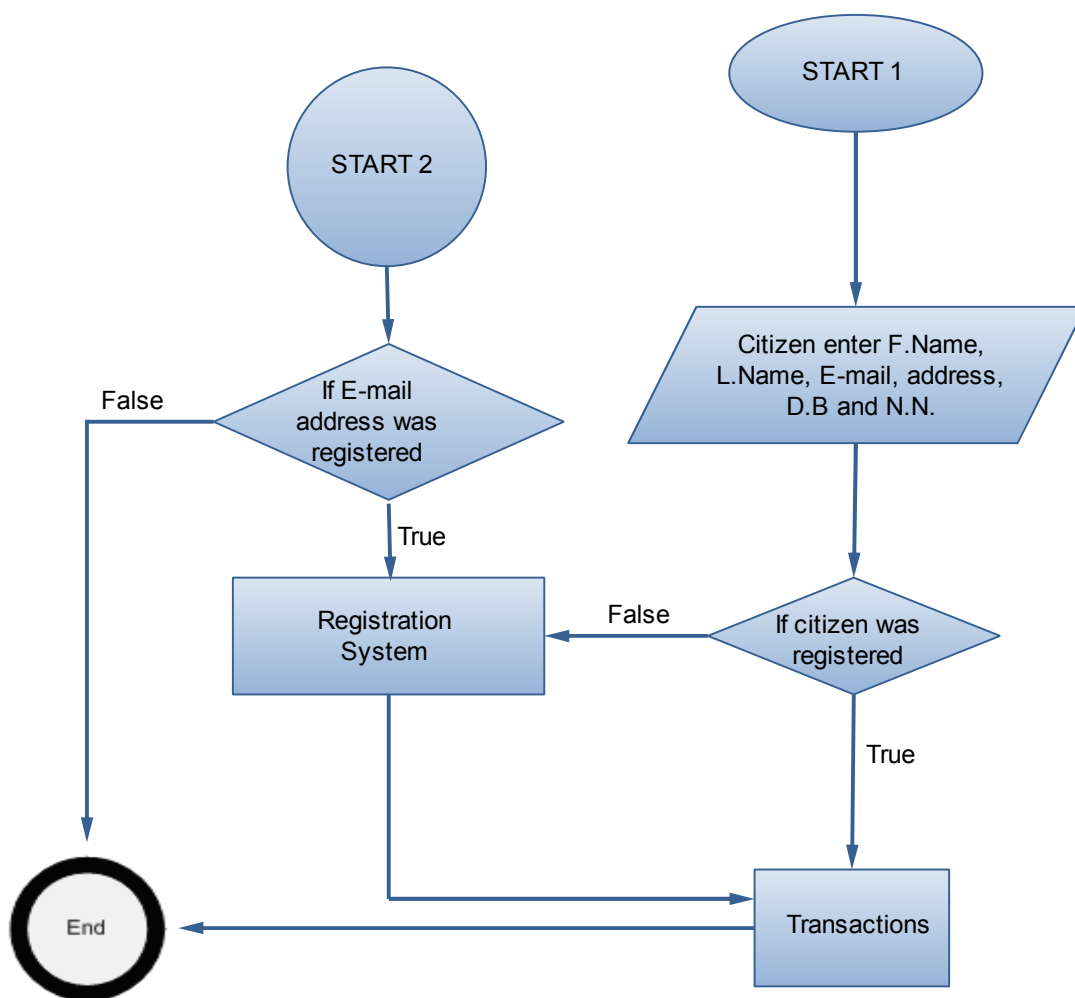 START 1
START 2
Citizen enter F.Name,
L.Name, E-mail, address,
D.B and N.N.
False
If E-mail
address was
registered
True
Registration
System
False
If citizen was
registered
True
Transactions
End